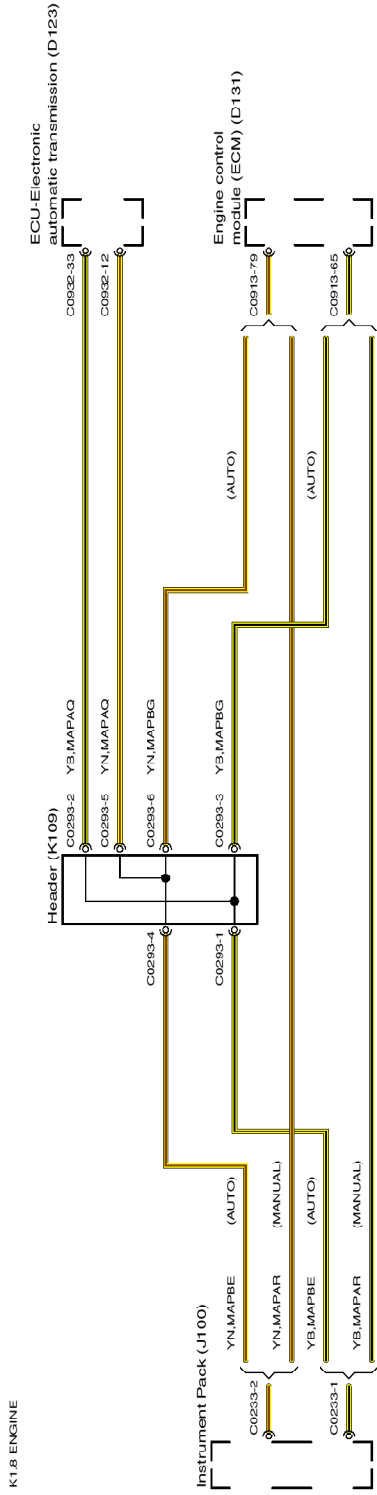 K1.8 ENGINE
ECU-Electronic
automatic transmission (D123)
C0932-33
C0932-12
Engine control
module (ECM) (D131)
C0913-79
C0913-65
(AUTO)
(AUTO)
Header (K109)
C0293-2 YB,MAPAQ
C0293-5 YN,MAPAQ
C0293-6 YN,MAPBG
C0293-3 YB,MAPBG
C0293-4
C0293-1
Instrument Pack (J100)
C0233-2
C0233-1
YN,MAPBE (AUTO)
YN,MAPAR (MANUAL)
YB,MAPBE (AUTO)
YB,MAPAR (MANUAL)